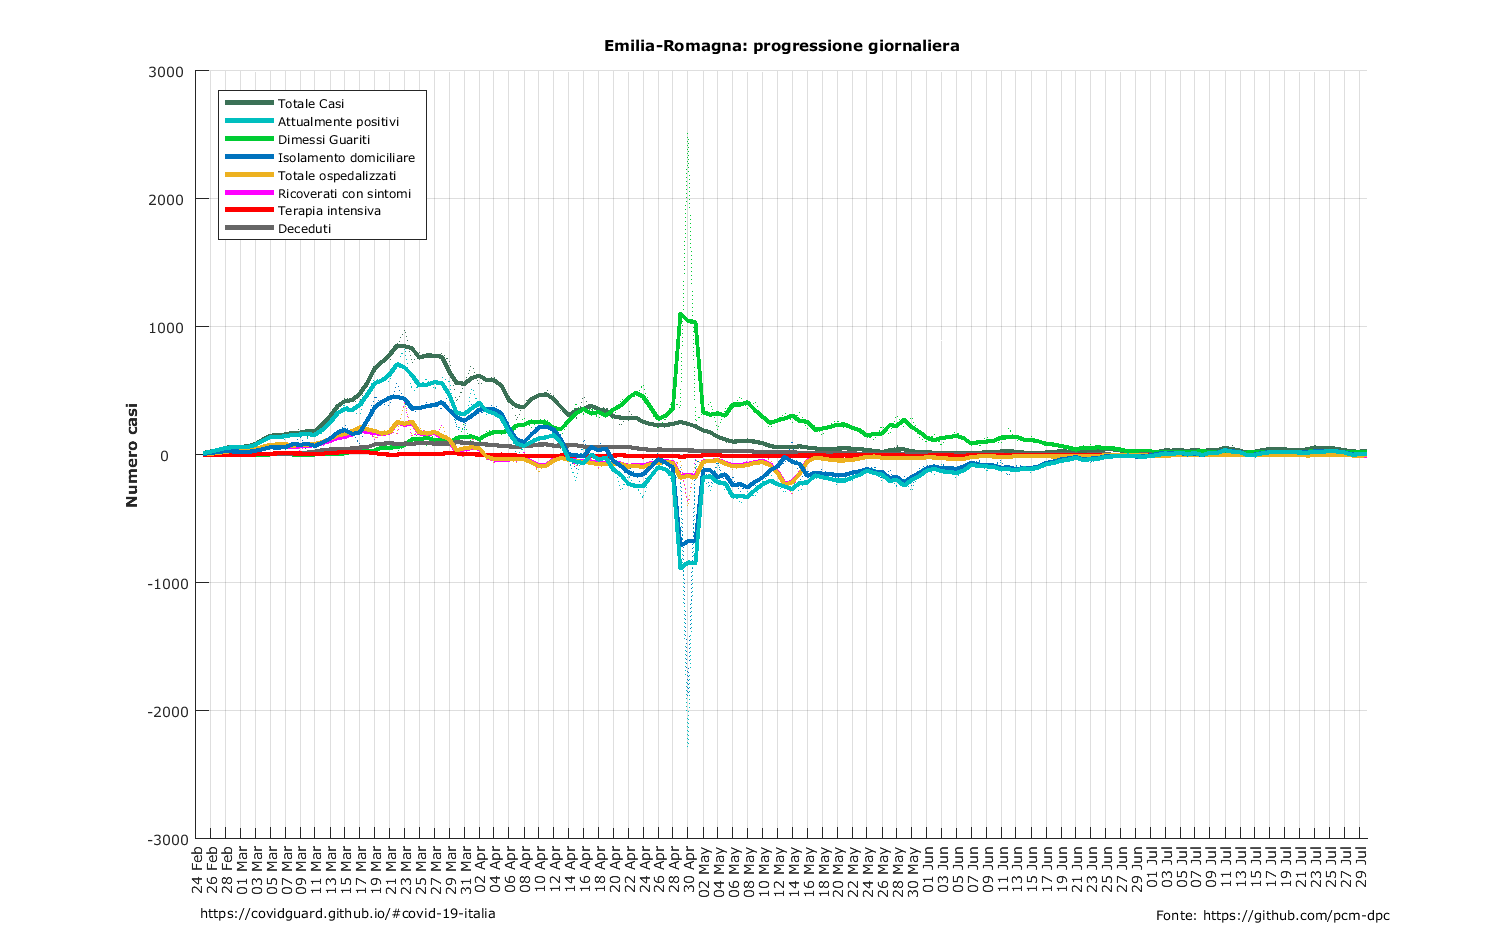 Emilia-Romagna: progressione giornaliera
3000
2000
1000
0
-1000
-2000
-3000
Numero casi
Totale Casi
Attualmente positivi
Dimessi Guariti
Isolamento domiciliare
Totale ospedalizzati
Ricoverati con sintomi
Terapia intensiva
Deceduti
24 Feb
26 Feb
28 Feb
01 Mar
03 Mar
05 Mar
07 Mar
09 Mar
11 Mar
13 Mar
15 Mar
17 Mar
19 Mar
21 Mar
23 Mar
25 Mar
27 Mar
29 Mar
31 Mar
02 Apr
04 Apr
06 Apr
08 Apr
10 Apr
12 Apr
14 Apr
16 Apr
18 Apr
20 Apr
22 Apr
24 Apr
26 Apr
28 Apr
30 Apr
02 May
04 May
06 May
08 May
10 May
12 May
14 May
16 May
18 May
20 May
22 May
24 May
26 May
28 May
30 May
01 Jun
03 Jun
05 Jun
07 Jun
09 Jun
11 Jun
13 Jun
15 Jun
17 Jun
19 Jun
21 Jun
23 Jun
25 Jun
27 Jun
29 Jun
01 Jul
03 Jul
05 Jul
07 Jul
09 Jul
11 Jul
13 Jul
15 Jul
17 Jul
19 Jul
21 Jul
23 Jul
25 Jul
27 Jul
29 Jul
https://covidguard.github.io/#covid-19-italia
Fonte: https://github.com/pcm-dpc